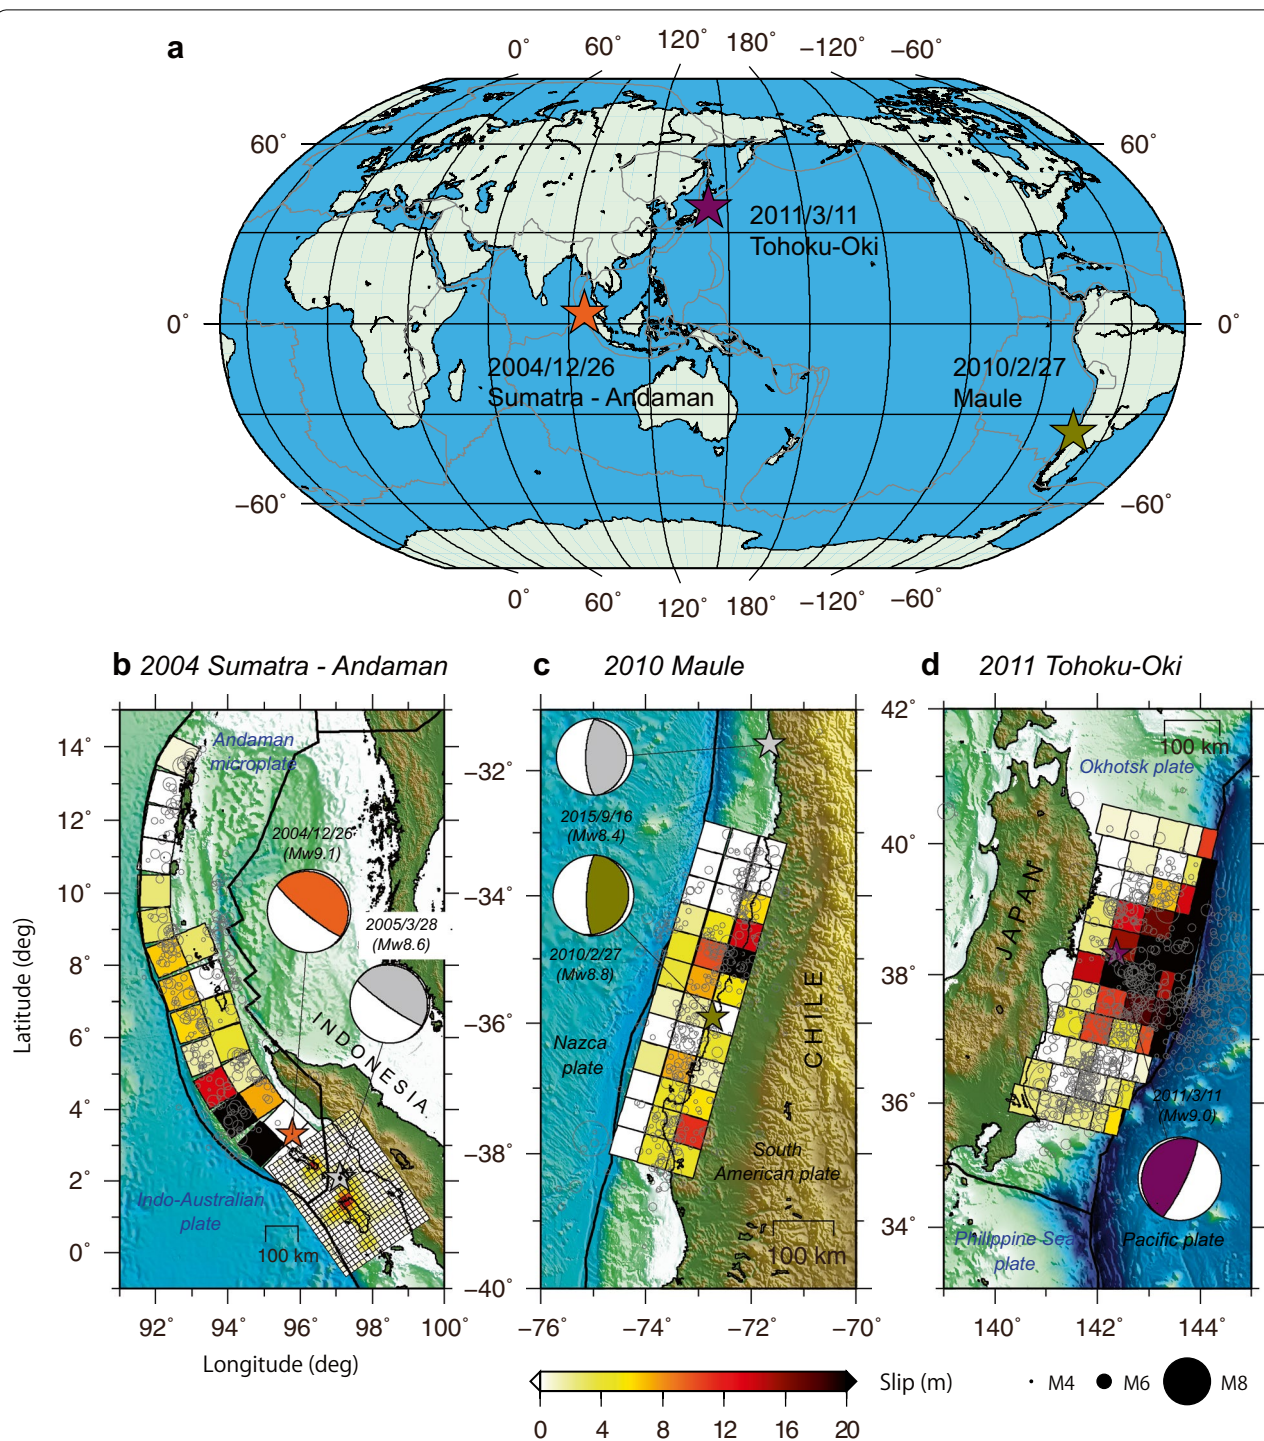 a
0° 60° 120° 180° −120° −60°
60° 60°
2011/3/11
Tohoku-Oki
0° 0°
2004/12/26
Sumatra - Andaman
2010/2/27
Maule
−60° −60°
0° 60° 120° 180° −120° −60°
b 2004 Sumatra - Andaman
Andaman
microplate
2004/12/26
(Mw9.1)
2005/3/28
(Mw8.6)
INDONESIA
Indo-Australian
plate
100 km
14°
12°
10°
8°
6°
4°
2°
0°
Latitude (deg)
92° 94° 96° 98° 100°
Longitude (deg)
c 2010 Maule
2015/9/16
(Mw8.4)
2010/2/27
(Mw8.8)
Nazca
plate
CHILE
South
American plate
100 km
−32°
−34°
−36°
−38°
−40°
−76° −74° −72° −70°
d 2011 Tohoku-Oki
100 km
Okhotsk plate
JAPAN
2011/3/11
(Mw9.0)
Philippine Sea
plate
Pacific plate
42°
40°
38°
36°
34°
140° 142° 144°
0 4 8 12 16 20
Slip (m)
M4 M6 M8